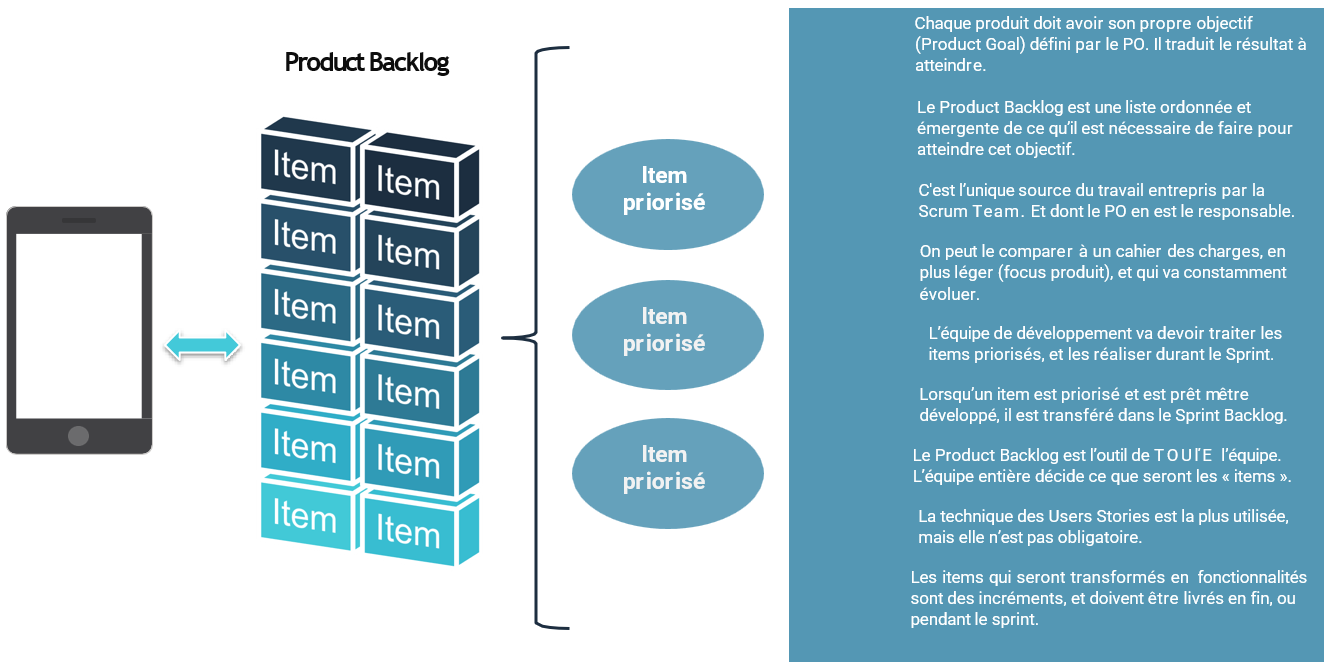 Product Backlog
Item
Item
Item
Item
Item
Item
Item
Item
Item
Item
Item
Item
Item
priorisé
Item
priorisé
Item
priorisé
Chaque produit doit avoir son propre objectif
(Product Goal) défini par le PO. Il traduit le résultat à
atteindre.
Le Product Backlog est une liste ordonnée et
émergente de ce qu’il est nécessaire de faire pour
atteindre cet objectif.
C'est l’unique source du travail entrepris par la
Scrum Team. Et dont le PO en est le responsable.
On peut le comparer à un cahier des charges, en
plus léger (focus produit), et qui va constamment
évoluer.
L’équipe de développement va devoir traiter les
items priorisés, et les réaliser durant le Sprint.
Lorsqu’un item est priorisé et est prêt mêtre
développé, il est transféré dans le Sprint Backlog.
Le Product Backlog est l’outil de TOUI’E l’équipe.
L’équipe entière décide ce que seront les « items ».
La technique des Users Stories est la plus utilisée,
mais elle n’est pas obligatoire.
Les items qui seront transformés en fonctionnalités
sont des incréments, et doivent être livrés en fin, ou
pendant le sprint.